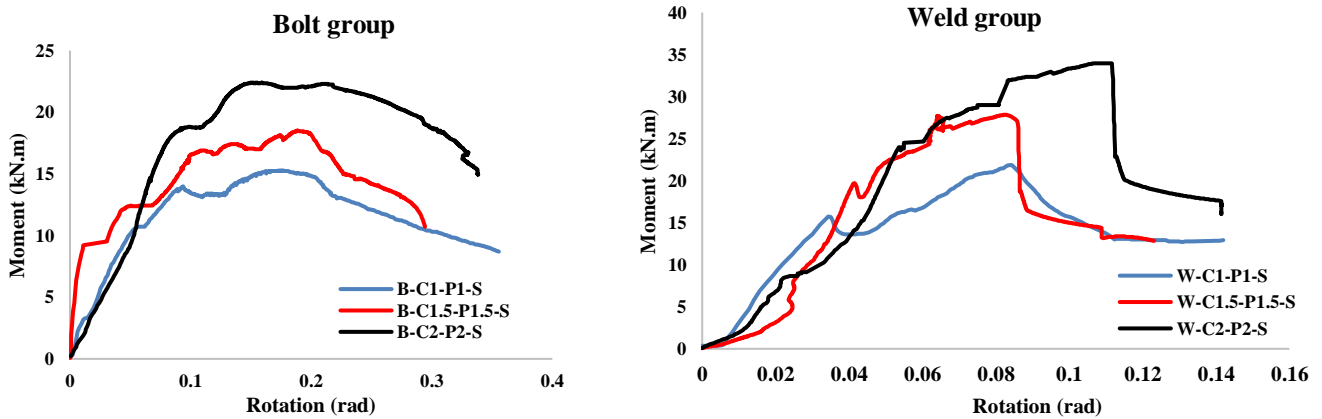 Bolt group
Moment (kN.m)
25
20
15
10
5
0
0 0.1 0.2 0.3 0.4
Rotation (rad)
B-C1-P1-S
B-C1.5-P1.5-S
B-C2-P2-S
Weld group
Moment (kN.m)
40
35
30
25
20
15
10
5
0
0 0.02 0.04 0.06 0.08 0.1 0.12 0.14 0.16
Rotation (rad)
W-C1-P1-S
W-C1.5-P1.5-S
W-C2-P2-S